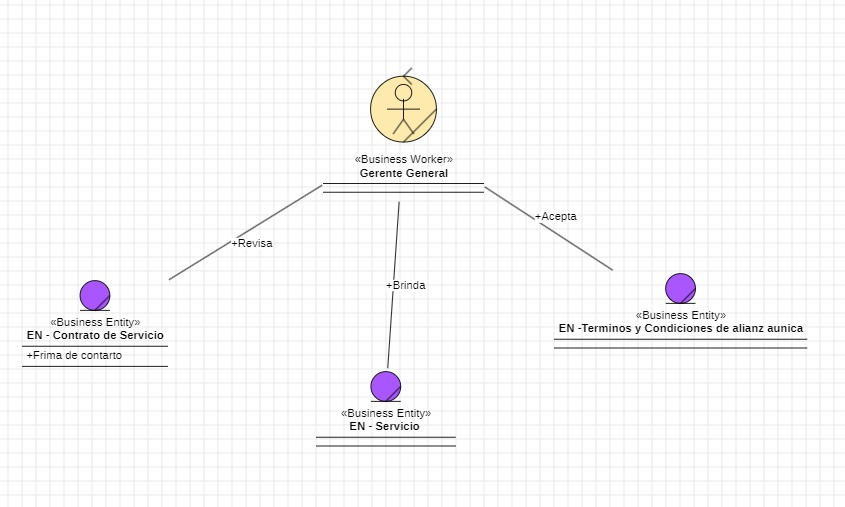 «Business Worker»
Gerente General
+Revisa
+Brinda
+Acepta
«Business Entity»
EN - Contrato de Servicio
+Frima de contarto
«Business Entity»
EN - Servicio
«Business Entity»
EN -Terminos y Condiciones de alianz aunica